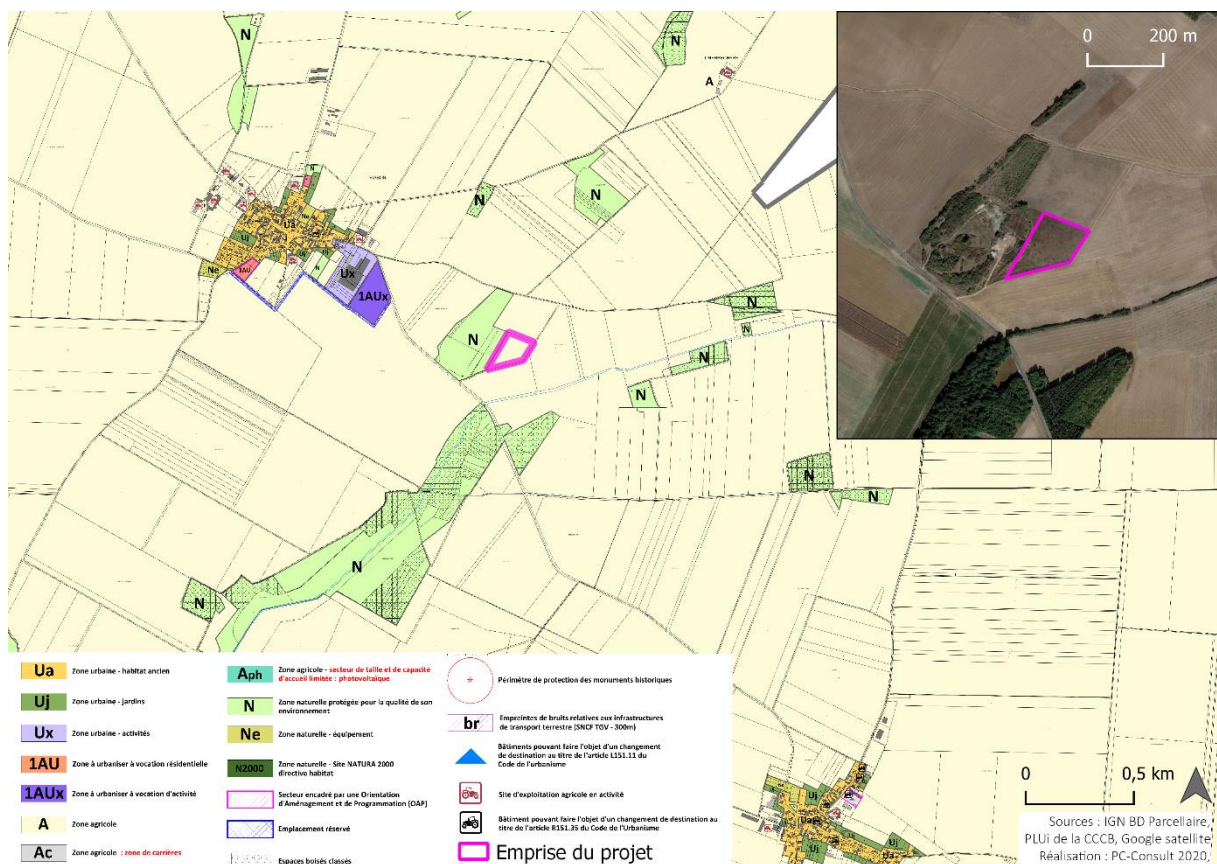 N
N
A
N
N
Ua
Uj
Ne
1AU
N
Ux
1AUx
N
N
N
N
N
N
N
N
N
0 200 m
Ua Zone urbaine - habitat ancien
Uj Zone urbaine - jardins
Ux Zone urbaine - activités
1AU Zone à urbaniser à vocation résidentielle
1AUx Zone à urbaniser à vocation d'activité
A Zone agricole
Ac Zone agricole : zone de carrières
Aph Zone agricole - secteur de taille et de capacité
d'accueil limitée : photovoltaïque
N Zone naturelle protégée pour la qualité de son
environnement
Ne Zone naturelle - équipement
N2000 Zone naturelle - Site NATURA 2000
directive habitat
Secteur encadré par une Orientation
d'Aménagement et de Programmation (OAP)
Emplacement réservé
Espaces boisés classés
Périmètre de protection des monuments historiques
br Empreintes de bruits relatives aux infrastructures
de transport terrestre (SNCF TGV - 300m)
Bâtiments pouvant faire l'objet d'un changement
de destination au titre de l'article L151.11 du
Code de l'urbanisme
Site d'exploitation agricole en activité
Bâtiment pouvant faire l'objet d'un changement de destination au
titre de l'article R151.35 du Code de l'Urbanisme
Emprise du projet
Uj
Uj
Ua
Uj
Ua
0 0,5 km
Sources : IGN BD Parcellaire,
PLUi de la CCCB, Google satellite
Réalisation : PC-Consult 2020,